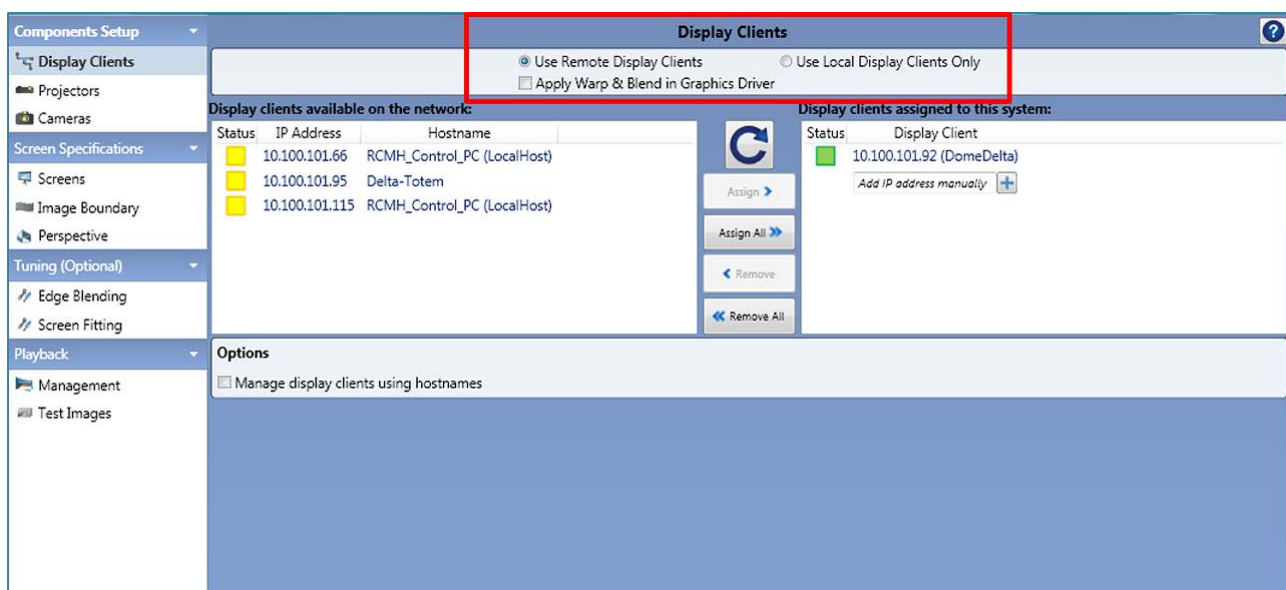 Components Setup
Display Clients
Projectors
Cameras
Screen Specifications
Screens
Image Boundary
Perspective
Tuning (Optional)
Edge Blending
Screen Fitting
Playback
Management
Test Images
Display Clients
?
Use Remote Display Clients
Use Local Display Clients Only
Apply Warp & Blend in Graphics Driver
Display clients available on the network:
Status IP Address Hostname
10.100.101.66 RCMH_Control_PC (LocalHost)
10.100.101.95 Delta-Totem
10.100.101.115 RCMH_Control_PC (LocalHost)
Assign
Assign All
Remove
Remove All
Display clients assigned to this system:
Status Display Client
10.100.101.92 (DomeDelta)
Add IP address manually
Options
Manage display clients using hostnames